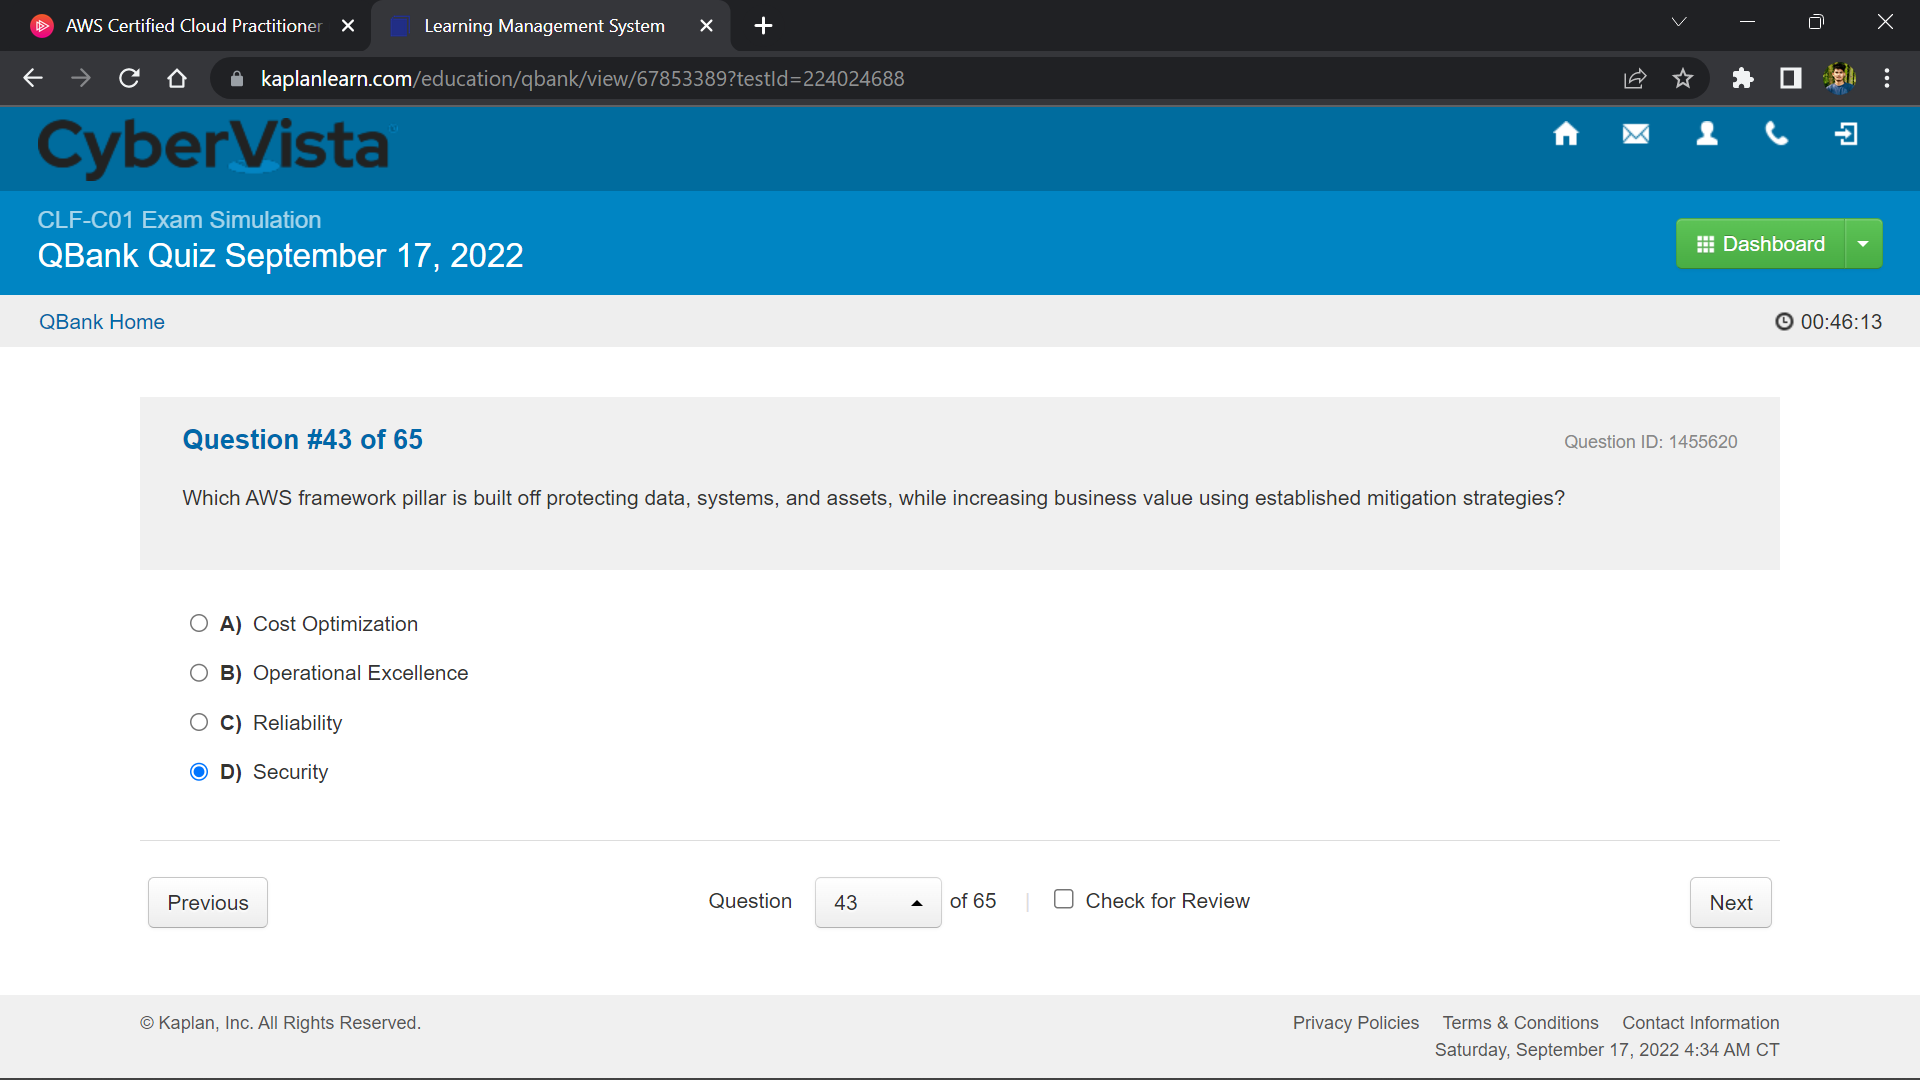 AWS Certified Cloud Practitioner
Learning Management System
kaplanlearn.com/education/qbank/view/67853389?testId=224024688
CyberVista
CLF-C01 Exam Simulation
QBank Quiz September 17, 2022
Dashboard
QBank Home
00:46:13
Question #43 of 65
Question ID: 1455620
Which AWS framework pillar is built off protecting data, systems, and assets, while increasing business value using established mitigation strategies?
A) Cost Optimization
B) Operational Excellence
C) Reliability
D) Security
Previous
Question 43 of 65 | Check for Review
Next
© Kaplan, Inc. All Rights Reserved.
Privacy Policies Terms & Conditions Contact Information
Saturday, September 17, 2022 4:34 AM CT